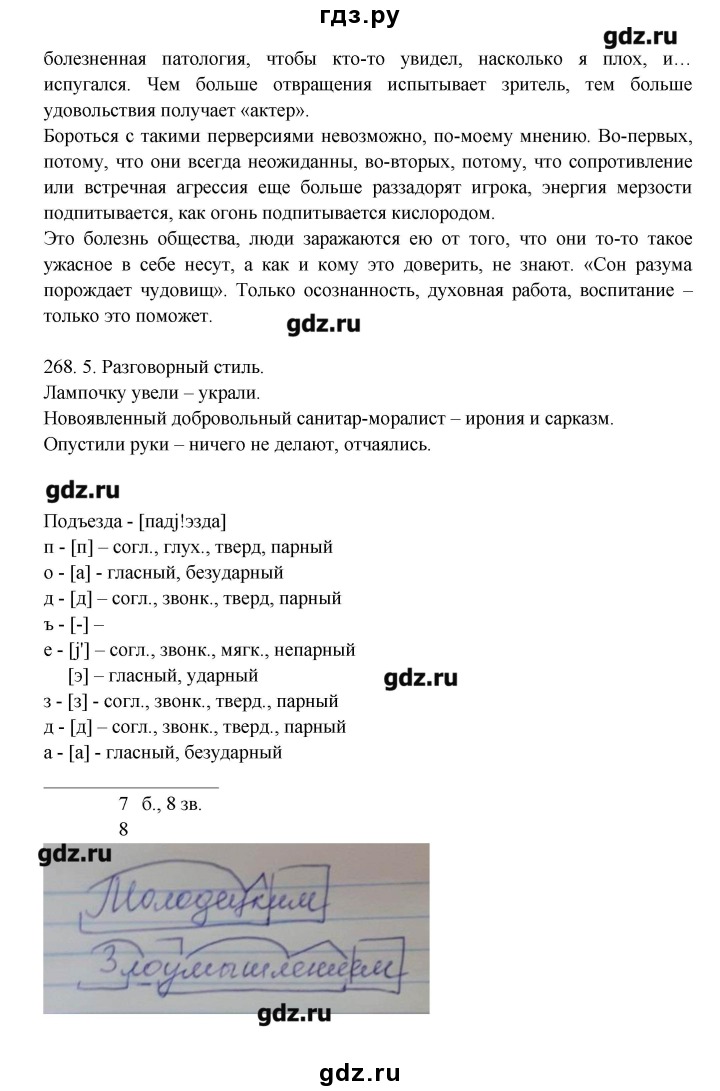 гдз.ру
gdz.ru
болезненная патология, чтобы кто-то увидел, насколько я плох, и…
испугался. Чем больше отвращения испытывает зритель, тем больше
удовольствия получает «актер».
Бороться с такими перверсиями невозможно, по-моему мнению. Во-первых,
потому, что они всегда неожиданны, во-вторых, потому, что сопротивление
или встречная агрессия еще больше раззадорят игрока, энергия мерзости
подпитывается, как огонь подпитывается кислородом.
Это болезнь общества, люди заражаются ею от того, что они то-то такое
ужасное в себе несут, а как и кому это доверить, не знают. «Сон разума
порождает чудовищ». Только осознанность, духовная работа, воспитание –
только это поможет.
gdz.ru
268. 5. Разговорный стиль.
Лампочку увели – украли.
Новоявленный добровольный санитар-моралист – ирония и сарказм.
Опустили руки – ничего не делают, отчаялись.
gdz.ru
Подъезда - [падj!эзда]
п - [п] – согл., глух., тверд, парный
о - [а] - гласный, безударный
д - [д] – согл., звонк., тверд, парный
ъ - [-] –
е - [j'] – согл., звонк., мягк., непарный
[э] – гласный, ударный
gdz.ru
з - [з] - согл., звонк., тверд., парный
д - [д] – согл., звонк., тверд., парный
а - [а] - гласный, безударный
7 б., 8 зв.
8
gdz.ru
Молодецким
Злоумышлением
gdz.ru
gdz.ru